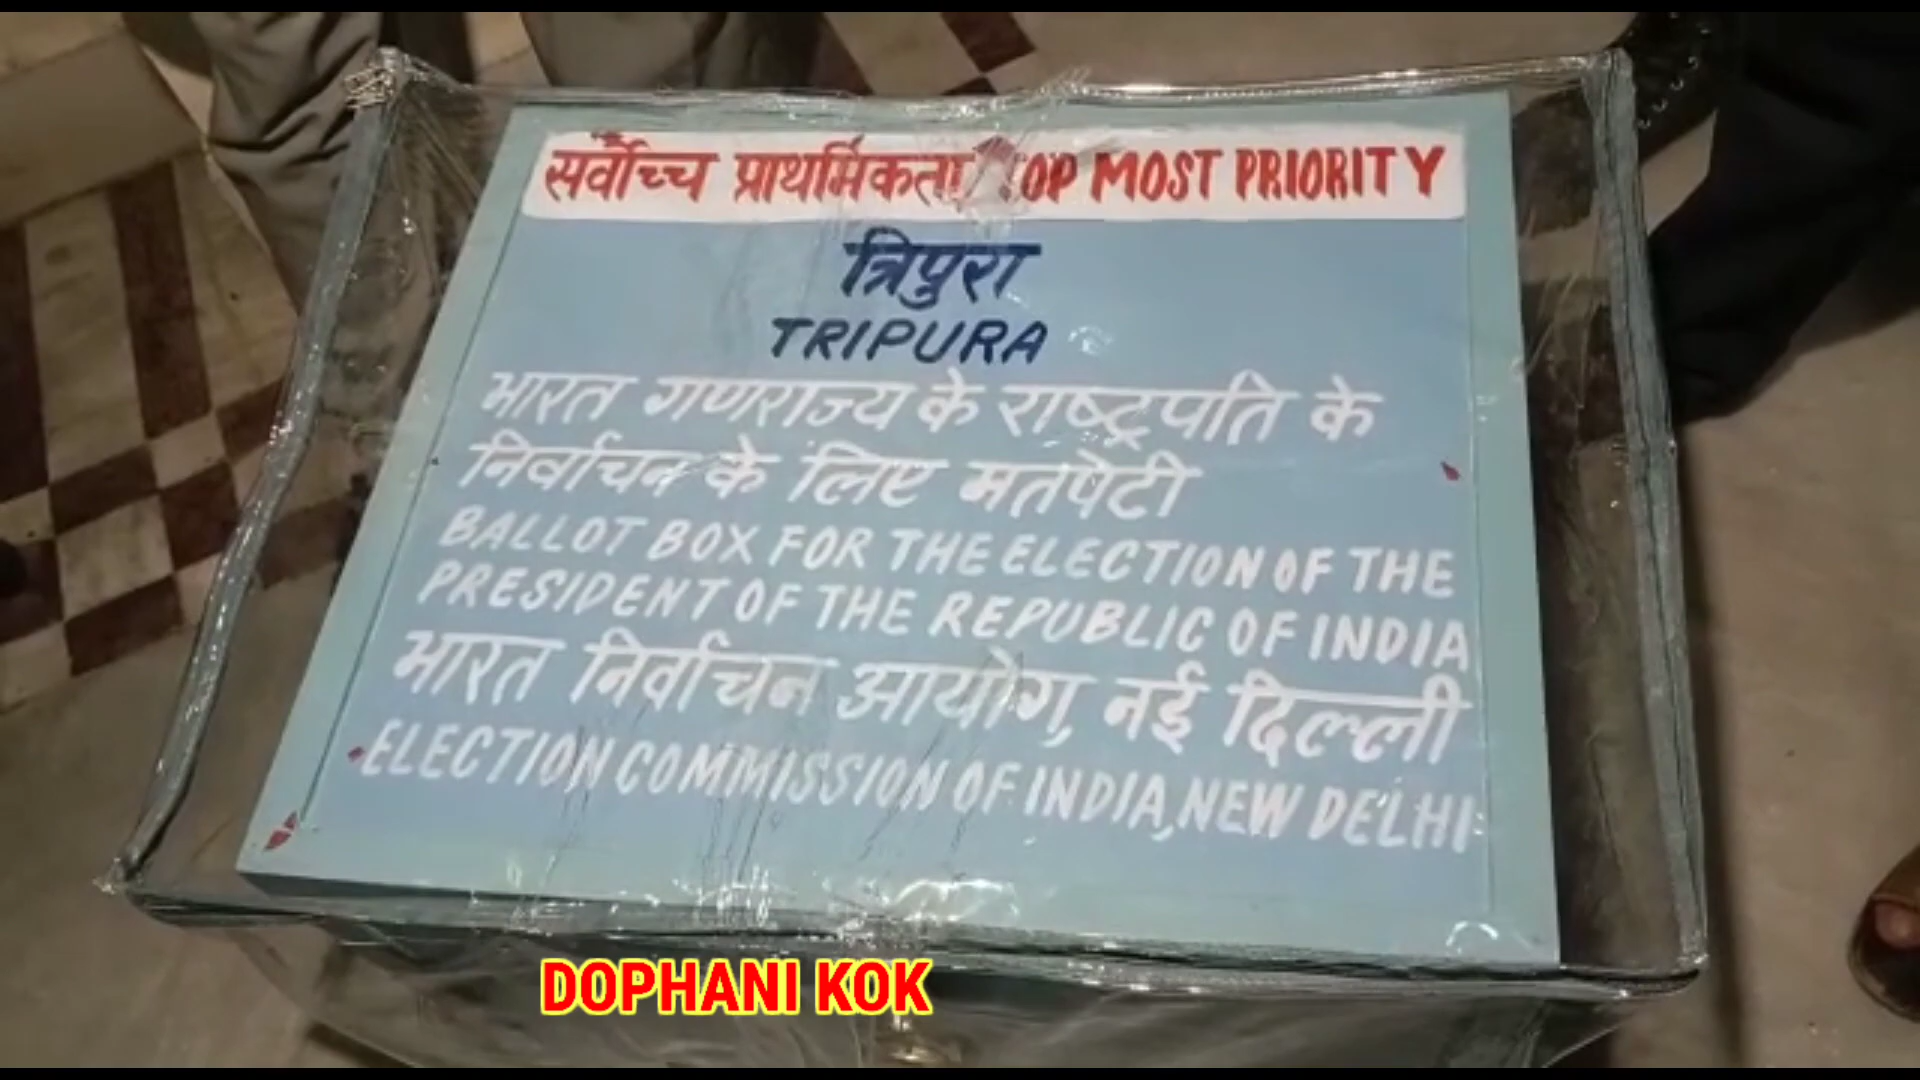 सर्वोच्च प्राथमिकता TOP MOST PRIORITY
त्रिपुरा
TRIPURA
भारत गणराज्य के राष्ट्रपति के
निर्वाचन के लिए मतपेटी
BALLOT BOX FOR THE ELECTION OF THE
PRESIDENT OF THE REPUBLIC OF INDIA
भारत निर्वाचन आयोग, नई दिल्ली
ELECTION COMMISSION OF INDIA, NEW DELHI
DOPHANI KOK